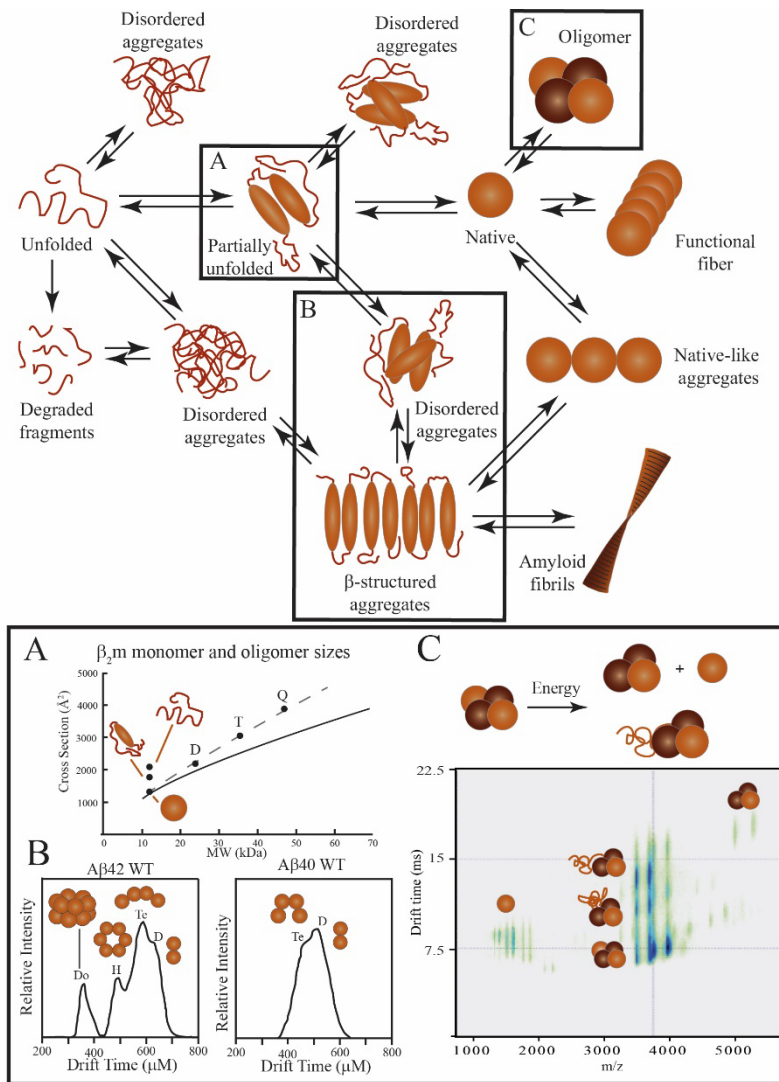 Disordered
aggregates
Disordered
aggregates
C
Oligomer
A
Unfolded
Partially
unfolded
Native
Functional
fiber
B
Degraded
fragments
Disordered
aggregates
Disordered
aggregates
Native-like
aggregates
β-structured
aggregates
Amyloid
fibrils
A
β₂m monomer and oligomer sizes
Cross Section (Å²)
5000
4000
3000
2000
1000
D
T
Q
0
10
20
30
40
50
60
70
MW (kDa)
B
Aβ42 WT
Relative Intensity
Do
H
Te
D
200
400
600
800
Drift Time (μM)
Aβ40 WT
Relative Intensity
Te
D
200
400
600
800
Drift Time (μM)
C
Energy
+
Drift time (ms)
22.5
15
7.5
1000
2000
3000
4000
5000
m/z